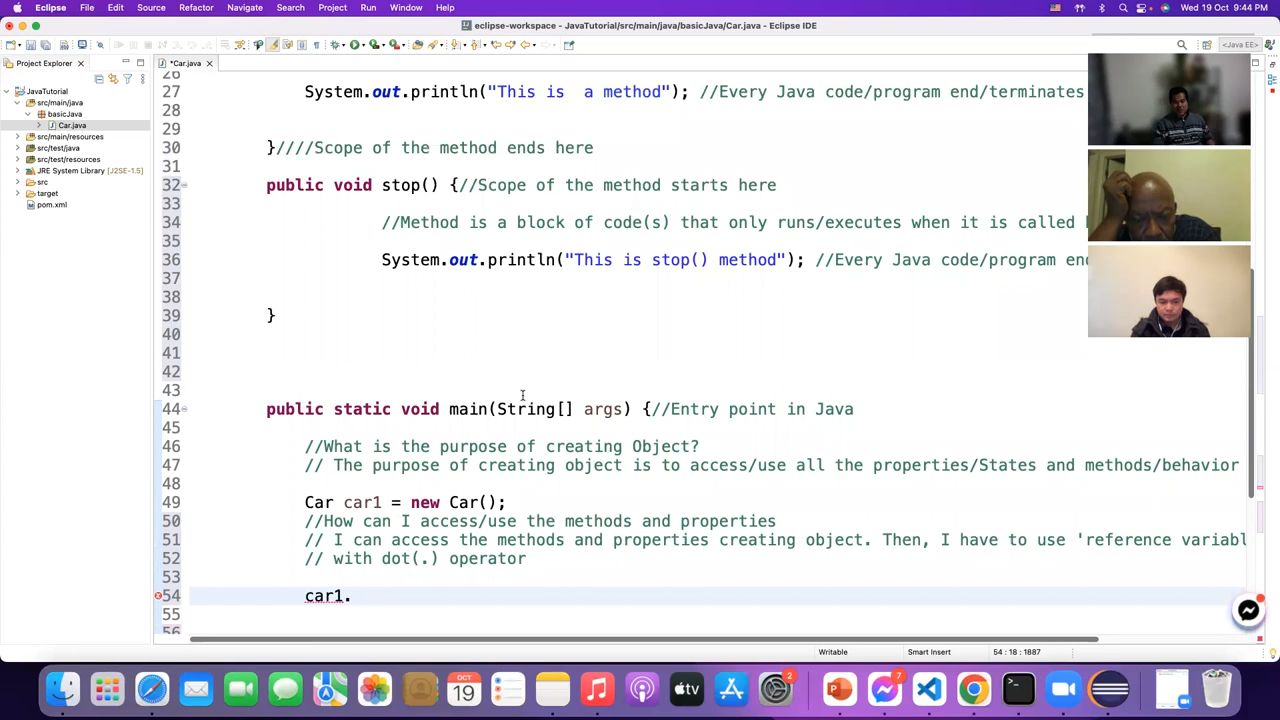 Eclipse File Edit Source Refactor Navigate Search Project Run Window Help
Wed 19 Oct 9:44 PM
eclipse-workspace - JavaTutorial/src/main/java/basicJava/Car.java - Eclipse IDE
<Java EE>
Project Explorer
*Car.java
JavaTutorial
src/main/java
basicJava
Car.java
src/main/resources
src/test/java
src/test/resources
JRE System Library [J2SE-1.5]
src
target
pom.xml
26
27 System.out.println("This is  a method"); //Every Java code/program end/terminates
28
29
30 }////Scope of the method ends here
31
32 public void stop() {//Scope of the method starts here
33
34 //Method is a block of code(s) that only runs/executes when it is called
35
36 System.out.println("This is stop() method"); //Every Java code/program
37
38
39 }
40
41
42
43
44 public static void main(String[] args) {//Entry point in Java
45
46 //What is the purpose of creating Object?
47 // The purpose of creating object is to access/use all the properties/States and methods/behavior
48
49 Car car1 = new Car();
50 //How can I access/use the methods and properties
51 // I can access the methods and properties creating object. Then, I have to use 'reference
52 // with dot(.) operator
53
54 car1.
55
56
Writable Smart Insert 54 : 18 : 1887
OCT
19
2
7